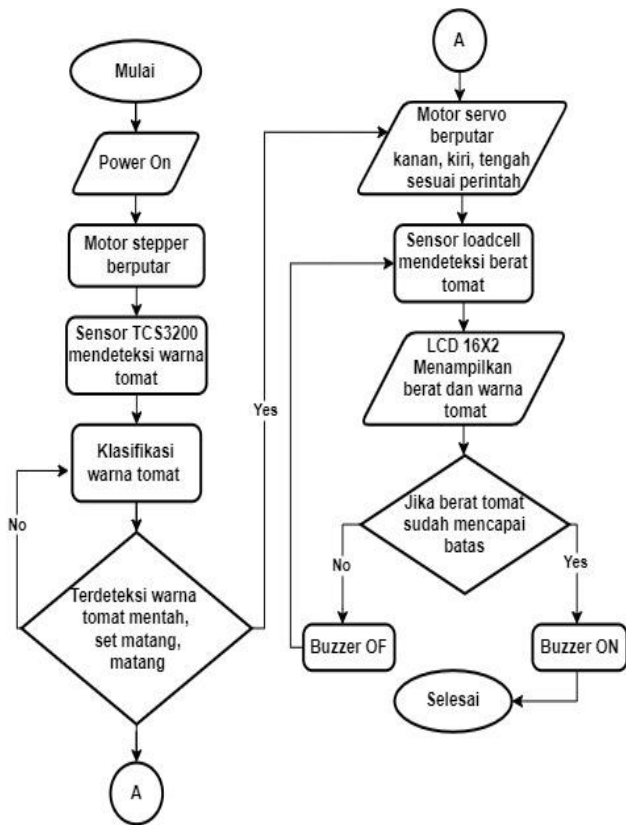 Mulai
Power On
Motor stepper
berputar
Sensor TCS3200
mendeteksi warna
tomat
Klasifikasi
warna tomat
No
Terdeteksi warna
tomat mentah,
set matang,
matang
Yes
A
A
Motor servo
berputar
kanan, kiri, tengah
sesuai perintah
Sensor loadcell
mendeteksi berat
tomat
LCD 16X2
Menampilkan
berat dan warna
tomat
Jika berat tomat
sudah mencapai
batas
No
Yes
Buzzer OF
Buzzer ON
Selesai